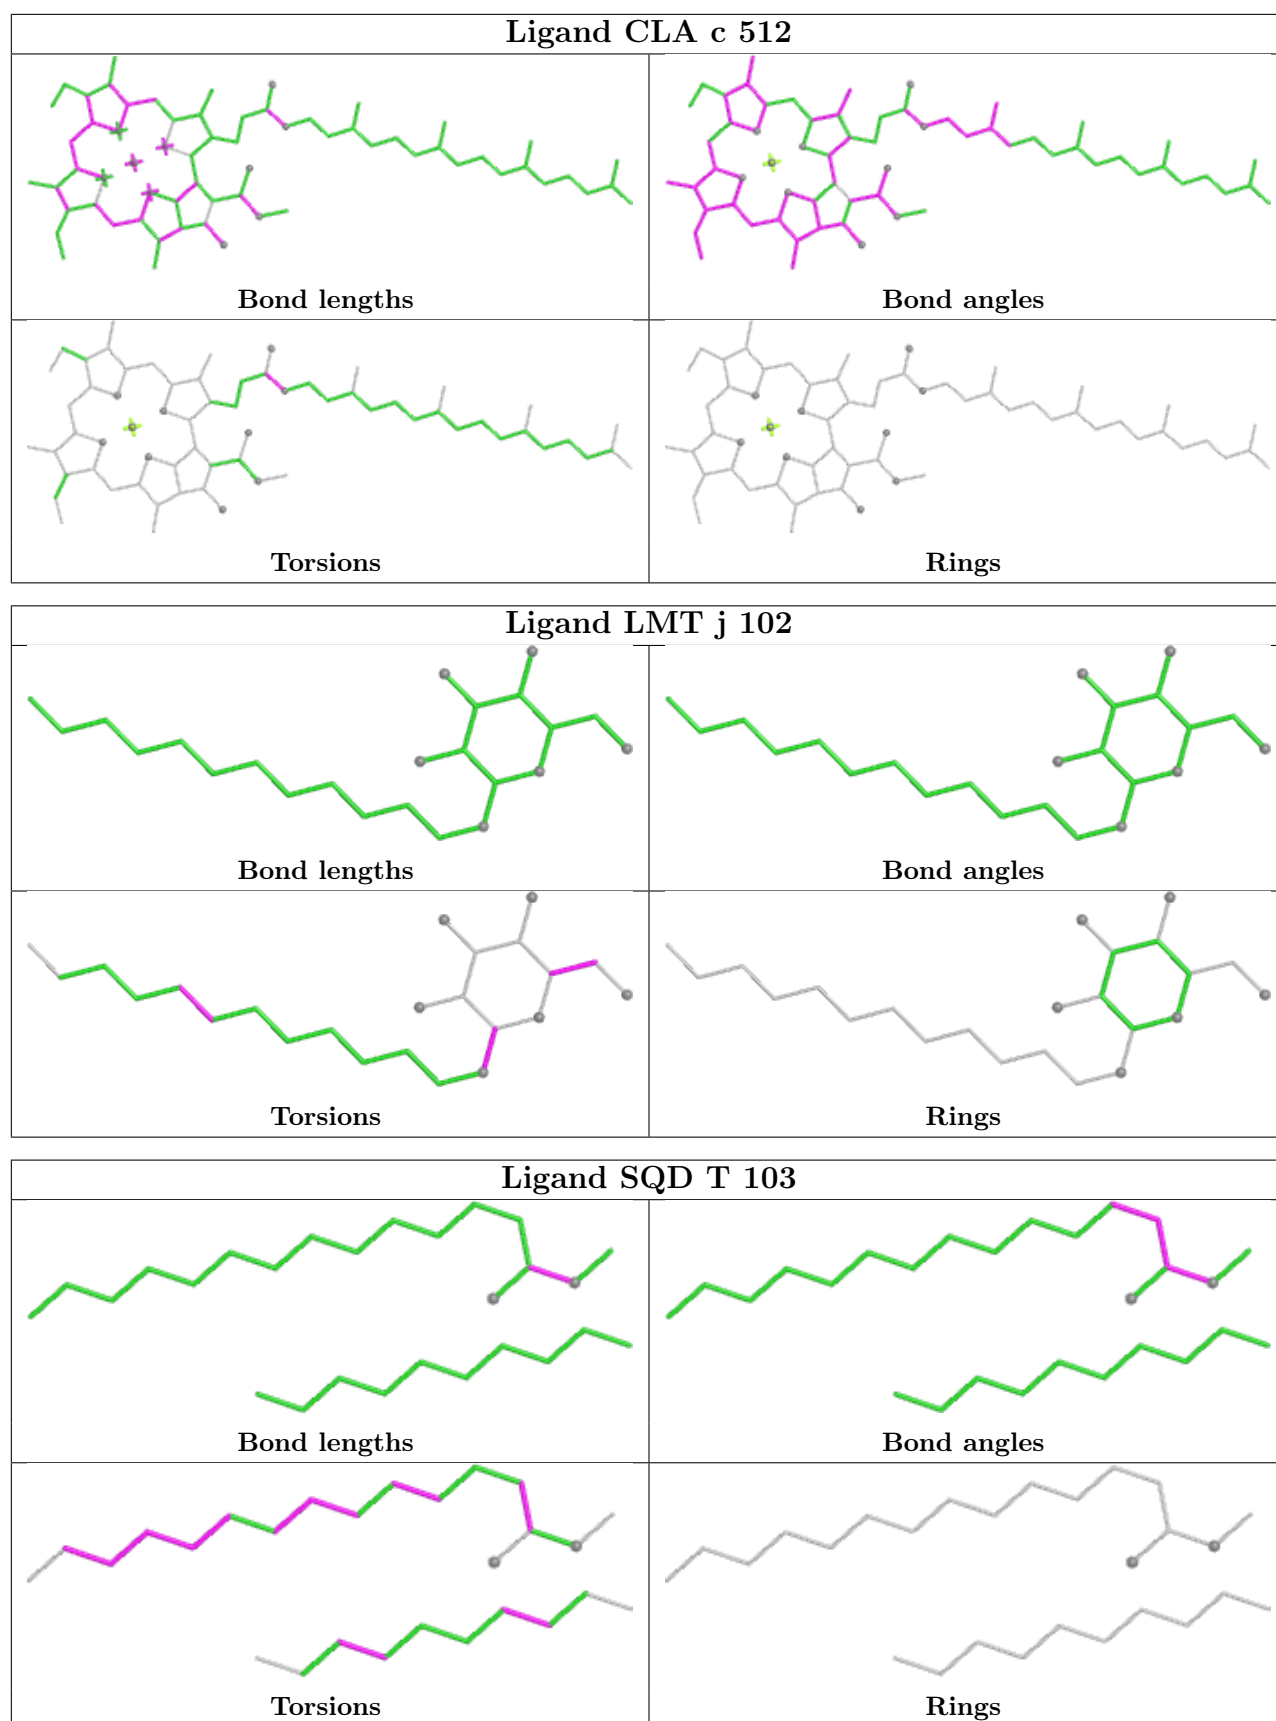 Ligand CLA c 512
Bond lengths
Bond angles
Torsions
Rings
Ligand LMT j 102
Bond lengths
Bond angles
Torsions
Rings
Ligand SQD T 103
Bond lengths
Bond angles
Torsions
Rings